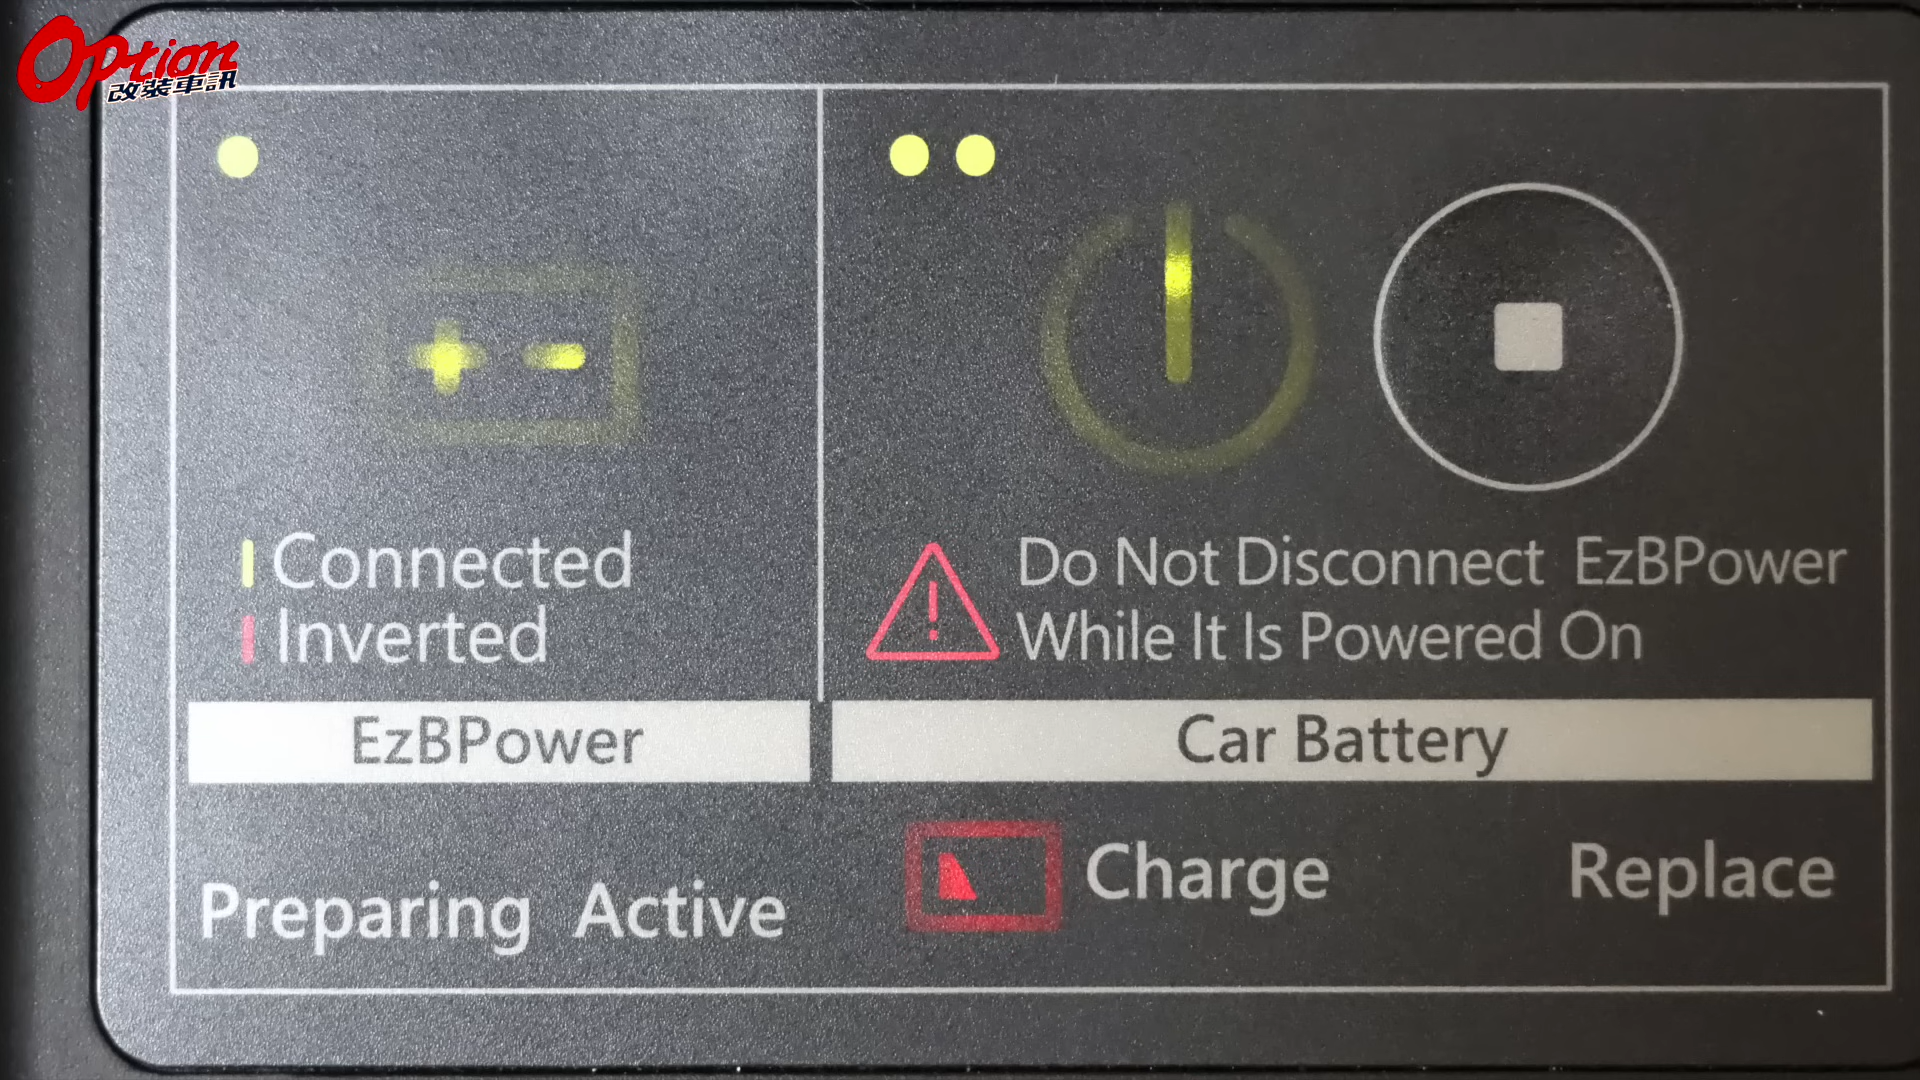 Option
改裝車訊
Connected
Inverted
Do Not Disconnect EzBPower
While It Is Powered On
EzBPower
Car Battery
Preparing Active
Charge
Replace